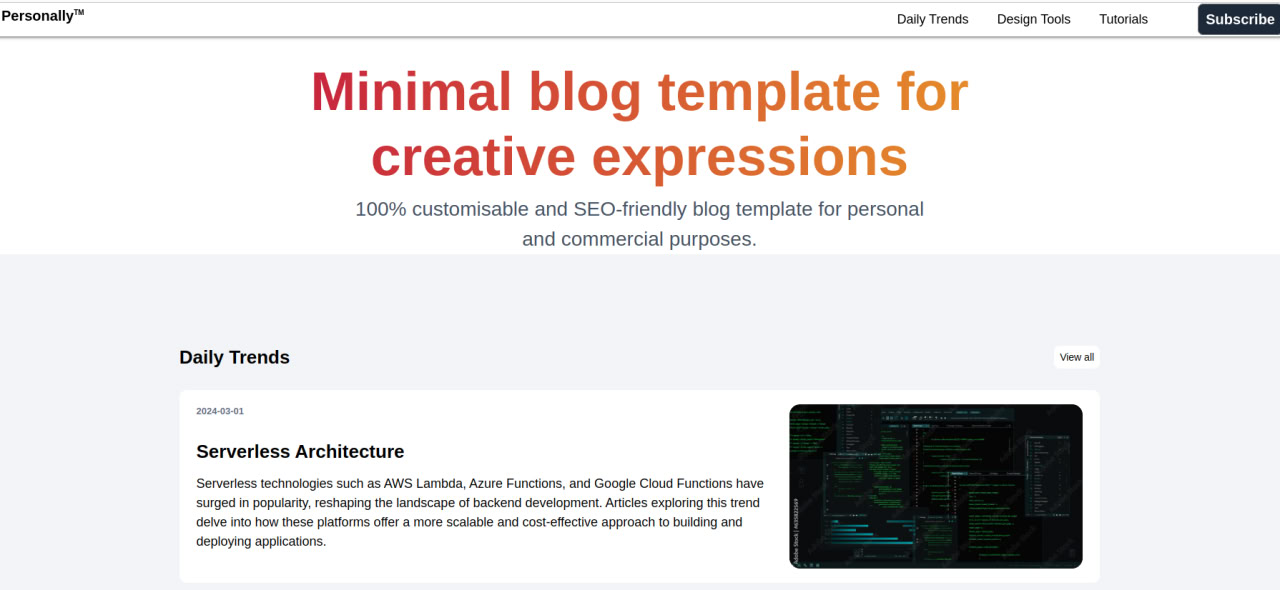 Personally™
Daily Trends Design Tools Tutorials Subscribe
Minimal blog template for
creative expressions
100% customisable and SEO-friendly blog template for personal
and commercial purposes.
Daily Trends
View all
2024-03-01
Serverless Architecture
Serverless technologies such as AWS Lambda, Azure Functions, and Google Cloud Functions have
surged in popularity, reshaping the landscape of backend development. Articles exploring this trend
delve into how these platforms offer a more scalable and cost-effective approach to building and
deploying applications.